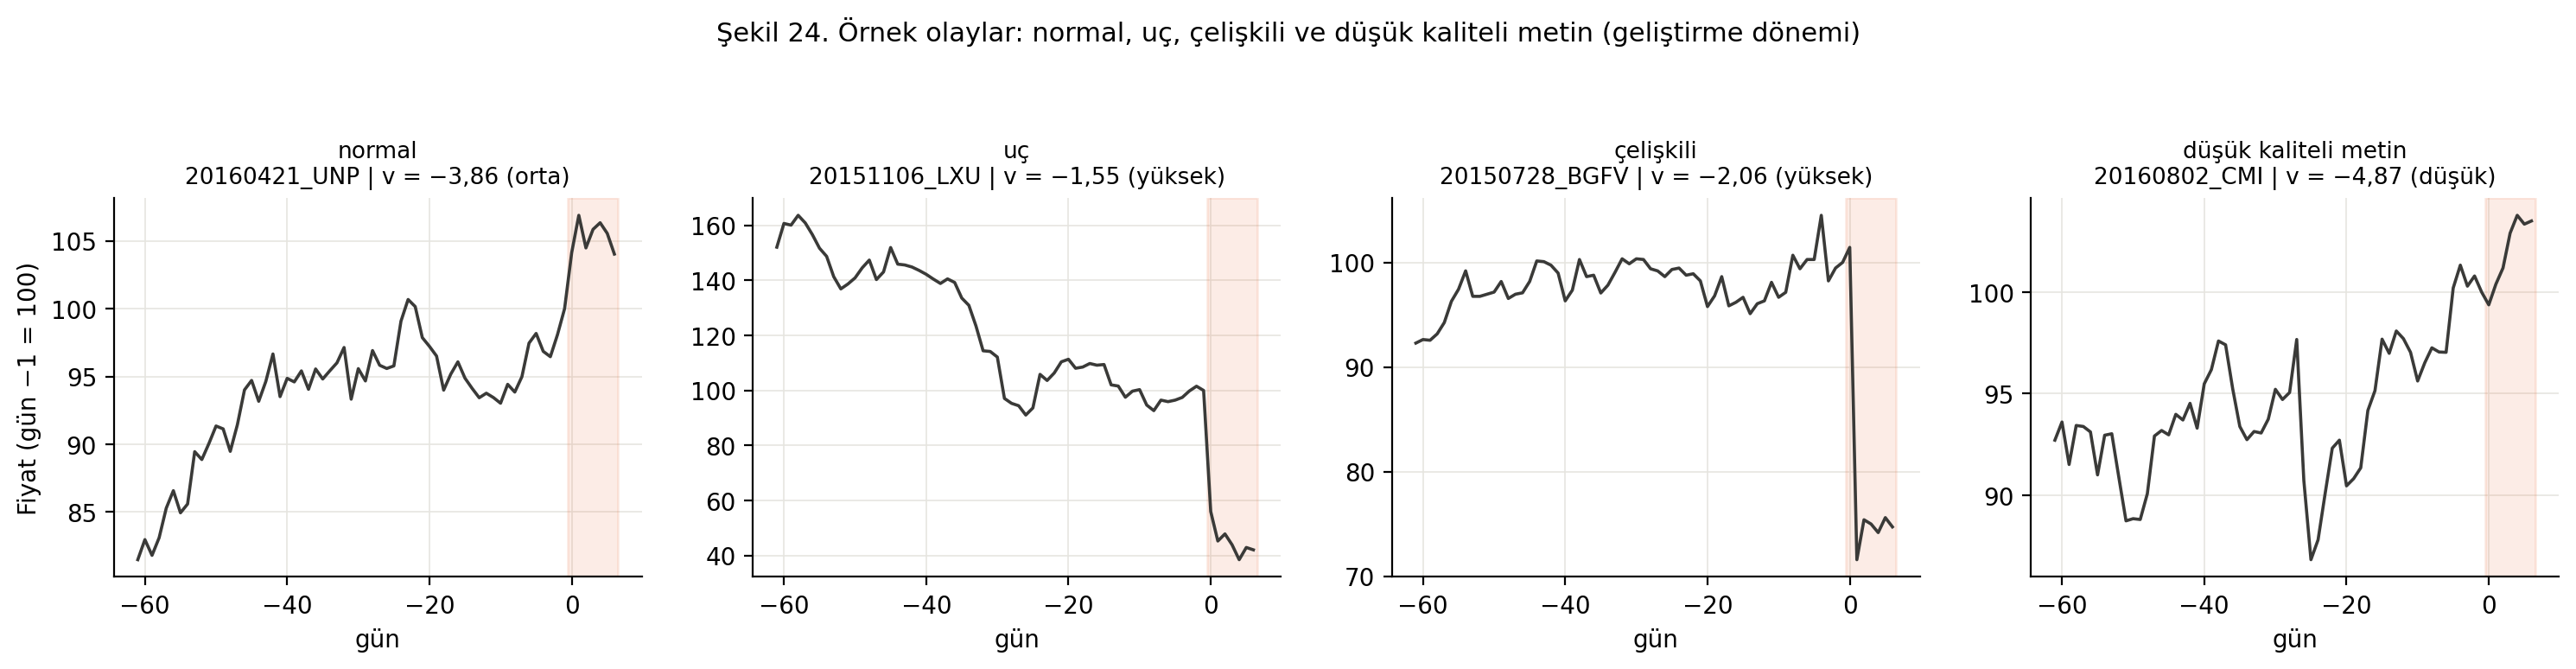 Şekil 24. Örnek olaylar: normal, uç, çelişkili ve düşük kaliteli metin (geliştirme dönemi)
normal
20160421_UNP | v = −3,86 (orta)
Fiyat (gün −1 = 100)
105
100
95
90
85
−60
−40
−20
0
gün
uç
20151106_LXU | v = −1,55 (yüksek)
160
140
120
100
80
60
40
−60
−40
−20
0
gün
çelişkili
20150728_BGFV | v = −2,06 (yüksek)
100
90
80
70
−60
−40
−20
0
gün
düşük kaliteli metin
20160802_CMI | v = −4,87 (düşük)
100
95
90
−60
−40
−20
0
gün